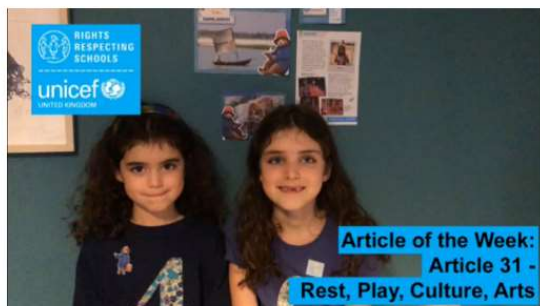 RIGHTS
RESPECTING
SCHOOLS
unicef
UNITED KINGDOM
Article of the Week:
Article 31 -
Rest, Play, Culture, Arts